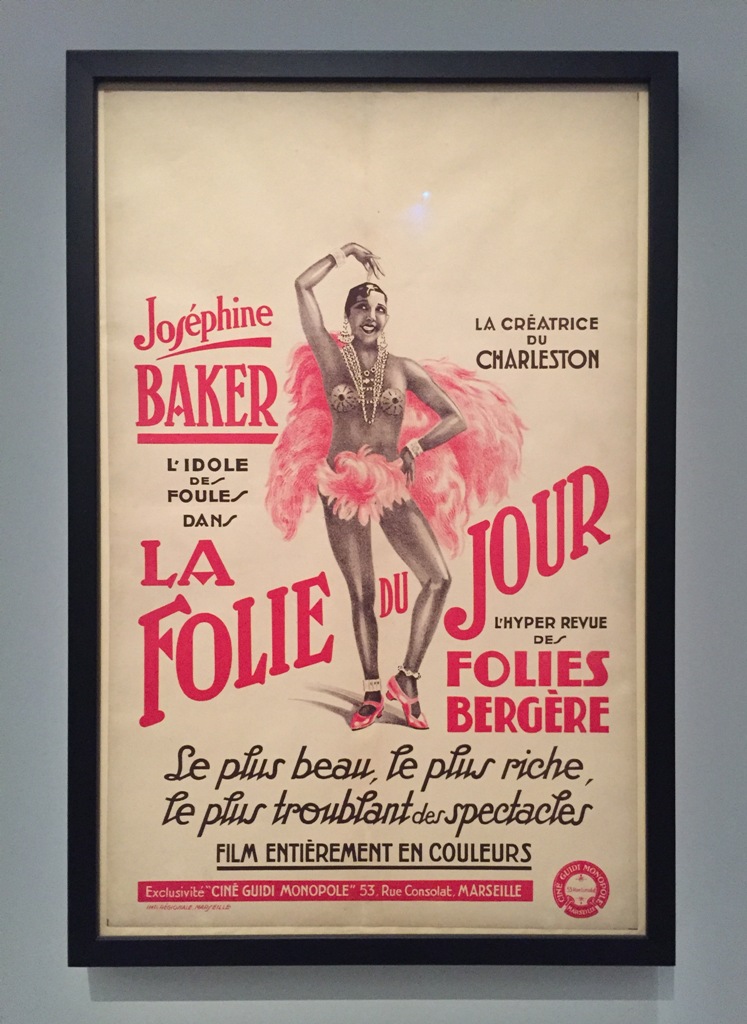 Joséphine
BAKER
L'IDOLE
DES
FOULES
DANS
LA CRÉATRICE
DU
CHARLESTON
LA
FOLIE
DU
JOUR
L'HYPER REVUE
DES
FOLIES
BERGÈRE
Le plus beau, le plus riche,
le plus troublant des spectacles
FILM ENTIÈREMENT EN COULEURS
Exclusivité "CINÉ GUIDI MONOPOLE" 53, Rue Consolat, MARSEILLE
CINÉ GUIDI MONOPOLE
MARSEILLE